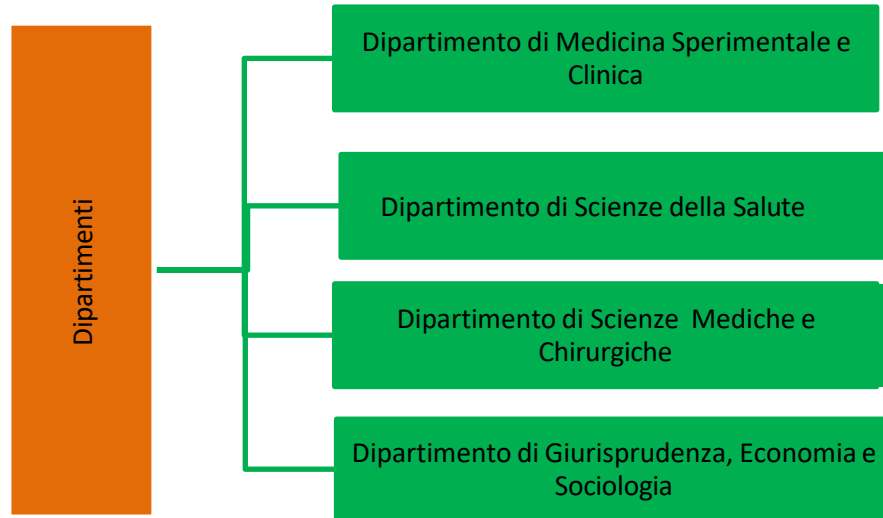 Dipartimenti
Dipartimento di Medicina Sperimentale e
Clinica
Dipartimento di Scienze della Salute
Dipartimento di Scienze  Mediche e
Chirurgiche
Dipartimento di Giurisprudenza, Economia e
Sociologia